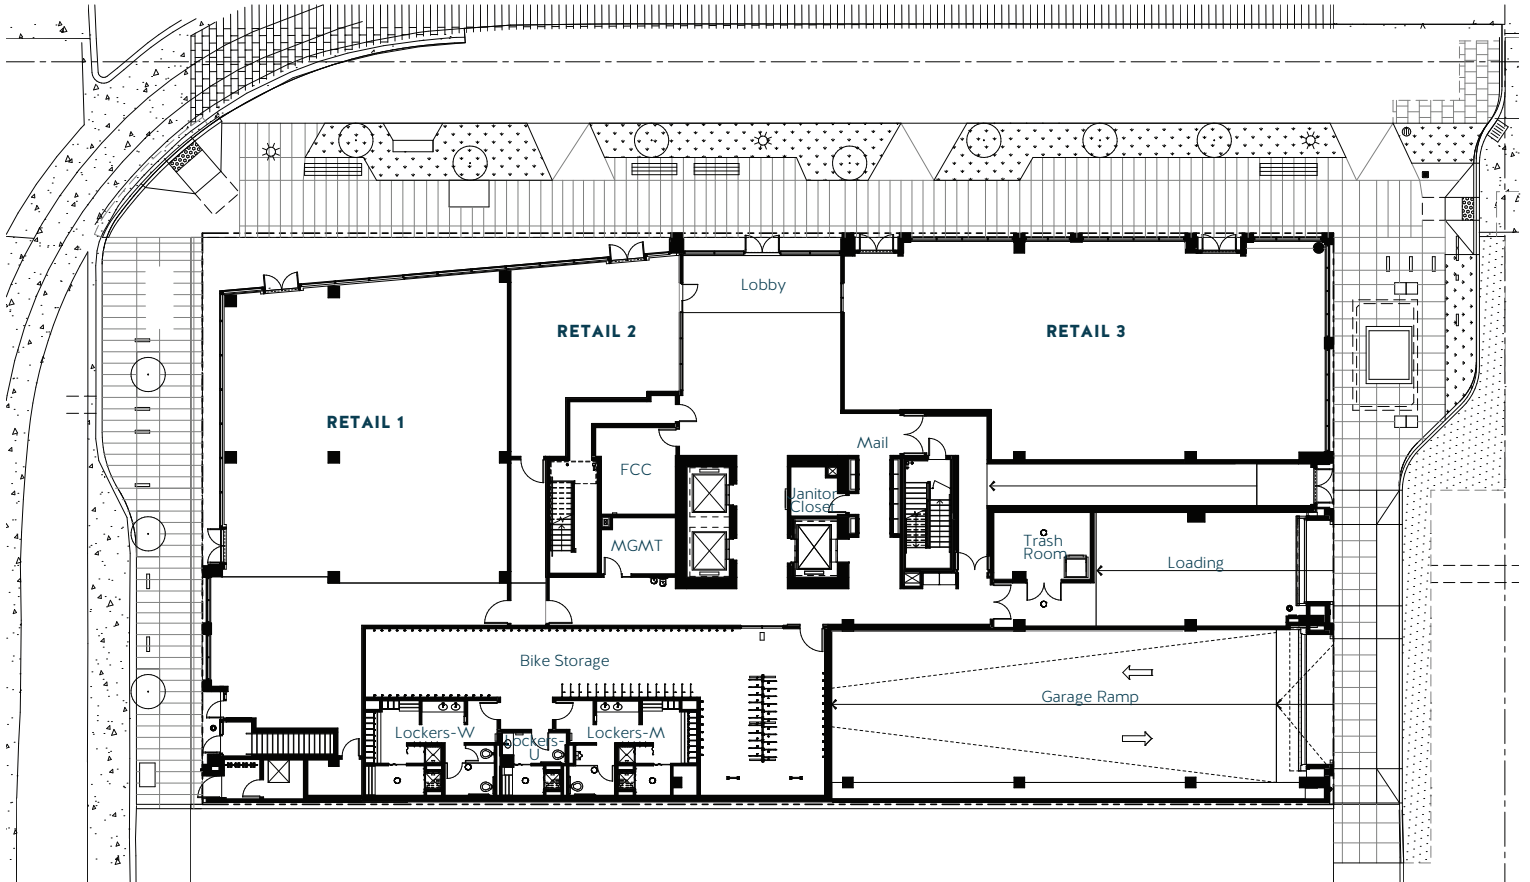 Lobby
RETAIL 2
RETAIL 3
RETAIL 1
Mail
FCC
Janitor
Closet
MGMT
Trash
Room
Loading
Bike Storage
Garage Ramp
Lockers-W
Lockers-
U
Lockers-M